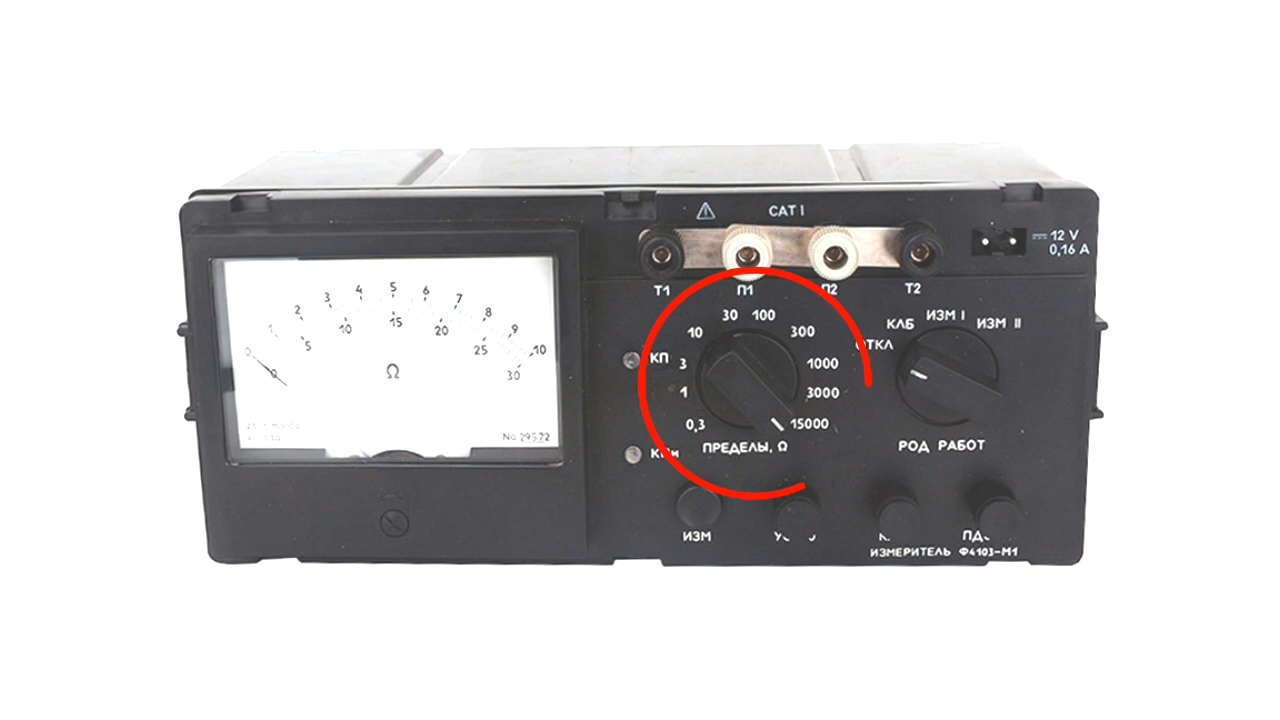 CAT I
12 V
0,16 A
T1 П1 П2 T2
0 1 2 3 4 5 6 7 8 9 10
0 5 10 15 20 25 30
Ω
No 29572
КП
0,3 1 3 10 30 100 300 1000 3000 15000
ПРЕДЕЛЫ, Ω
ОТКЛ КЛБ ИЗМ I ИЗМ II
РОД РАБОТ
ИЗМ
ИЗМЕРИТЕЛЬ Ф4103-М1